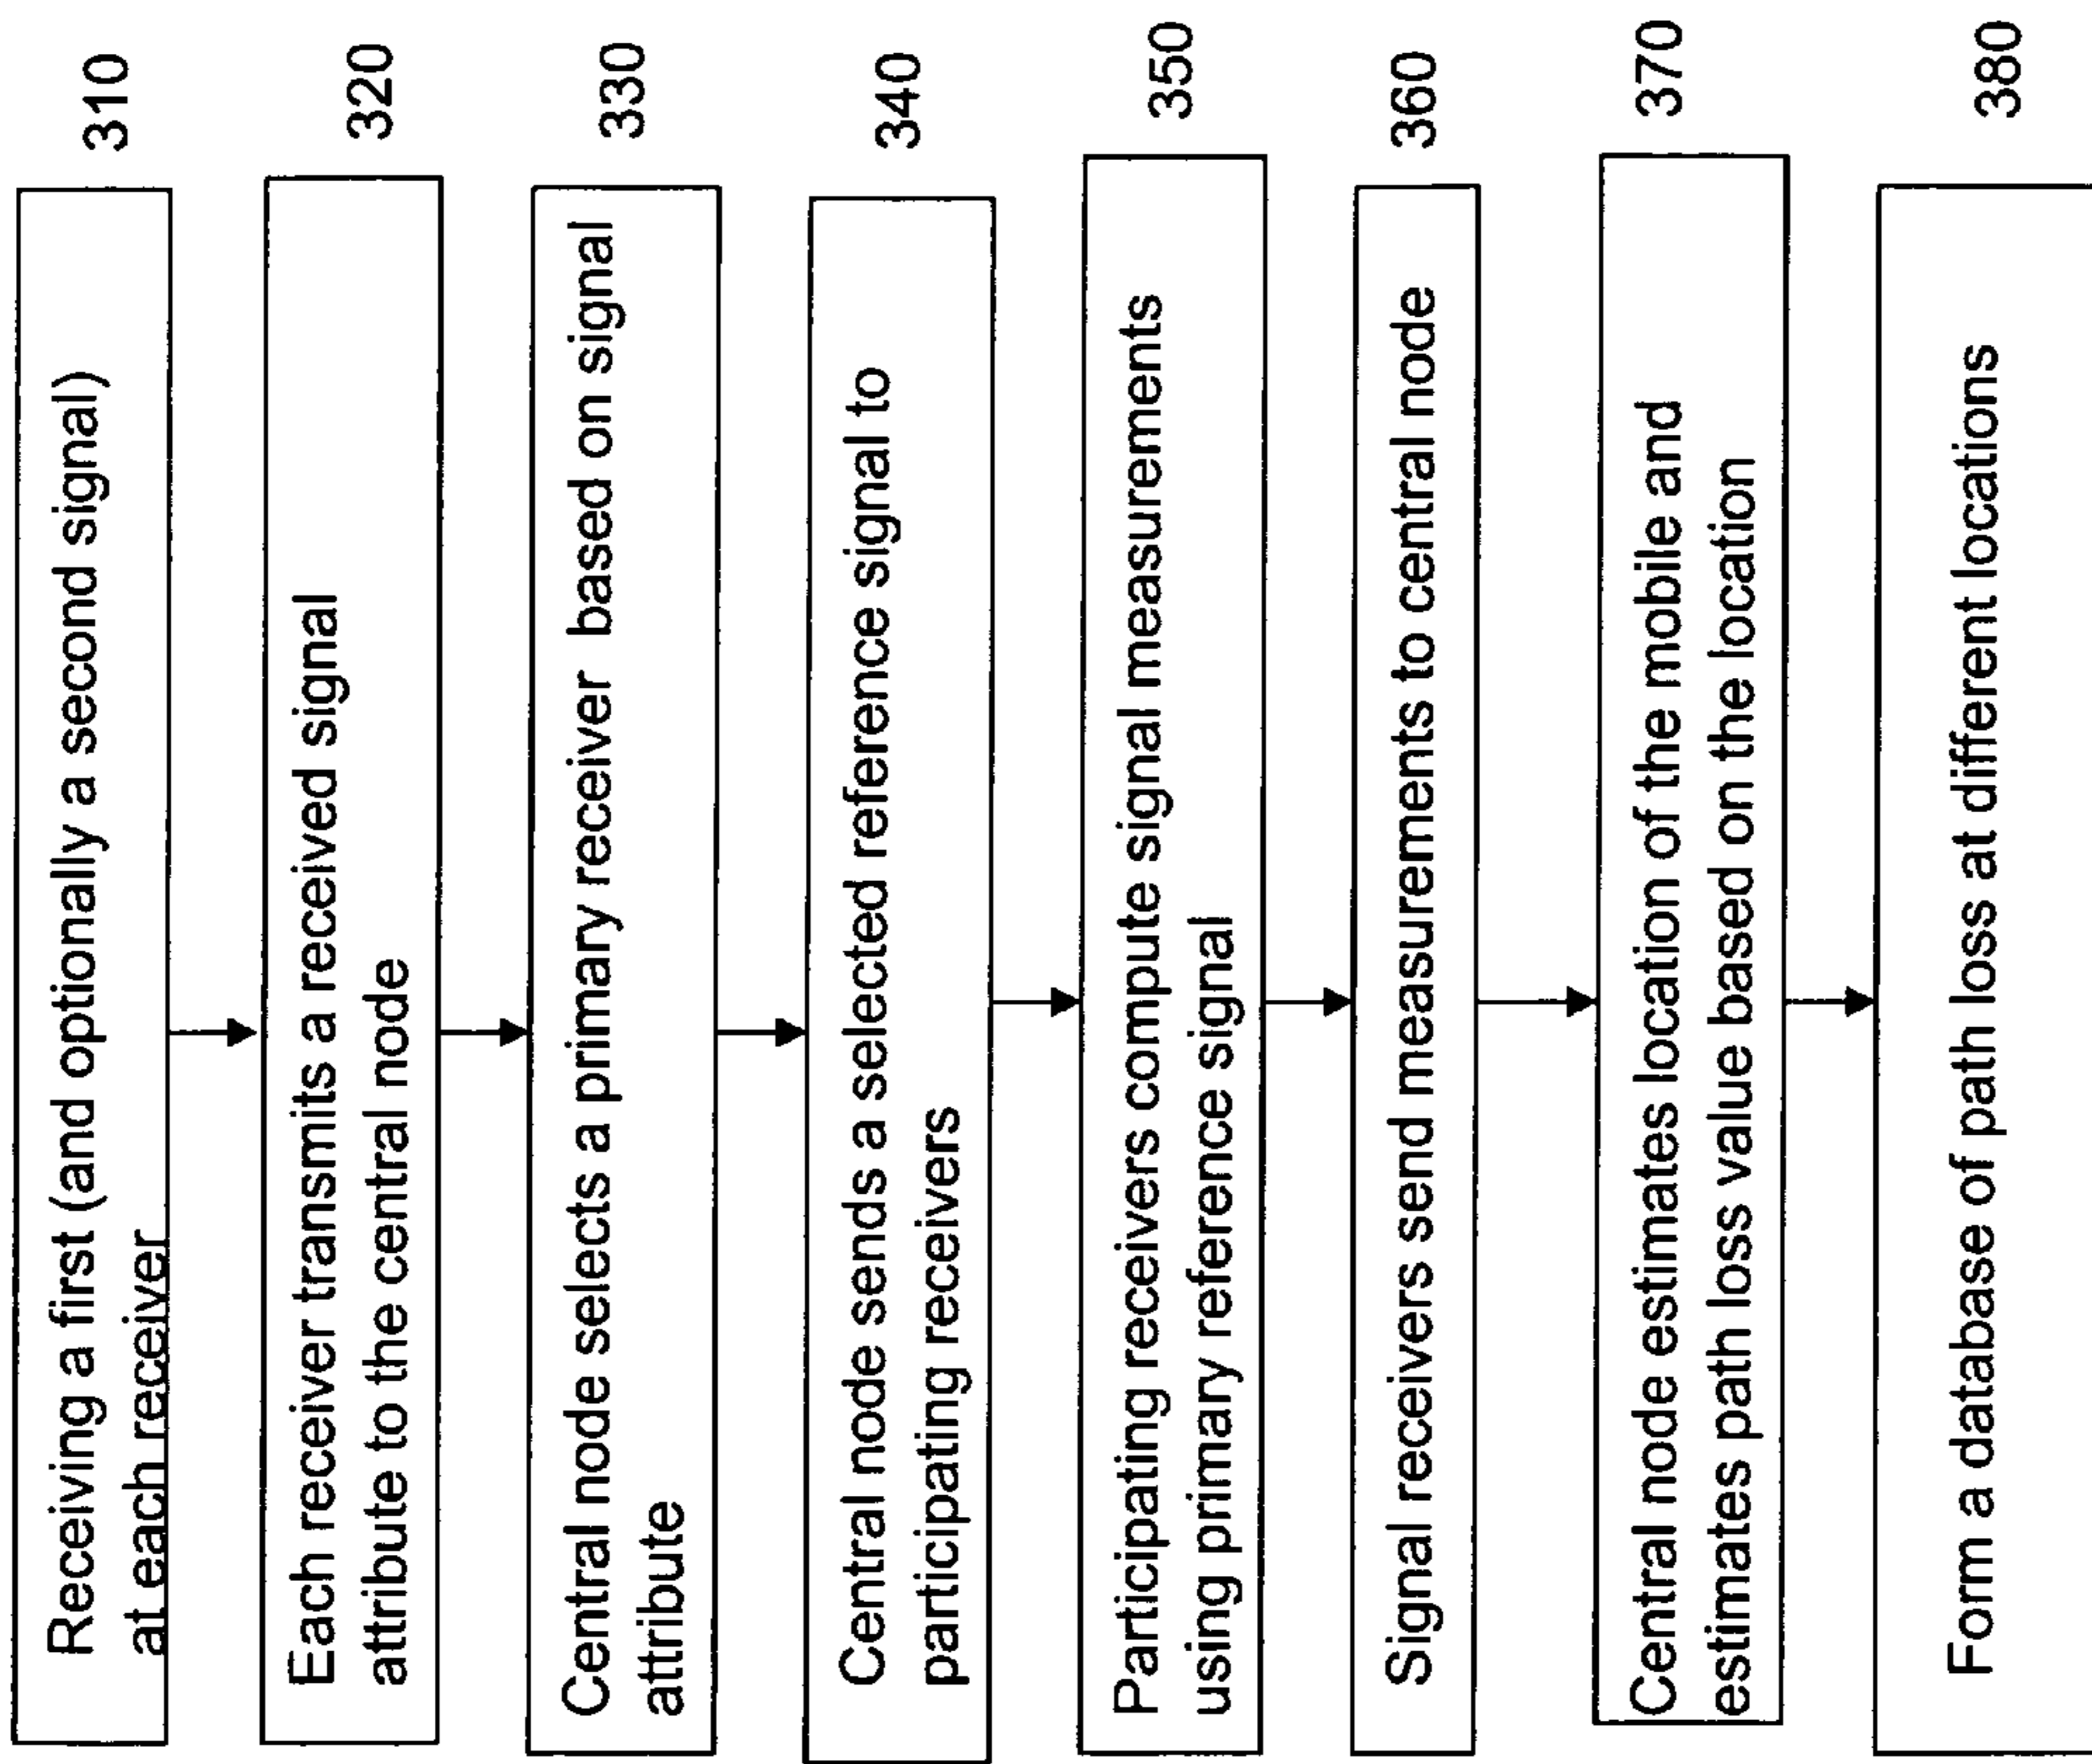 Receiving a first (and optionally a second signal)
at each receiver
310
Each receiver transmits a received signal
attribute to the central node
320
Central node selects a primary receiver based on signal
attribute
330
Central node sends a selected reference signal to
participating receivers
340
Participating receivers compute signal measurements
using primary reference signal
350
Signal receivers send measurements to central node
360
Central node estimates location of the mobile and
estimates path loss value based on the location
370
Form a database of path loss at different locations
380